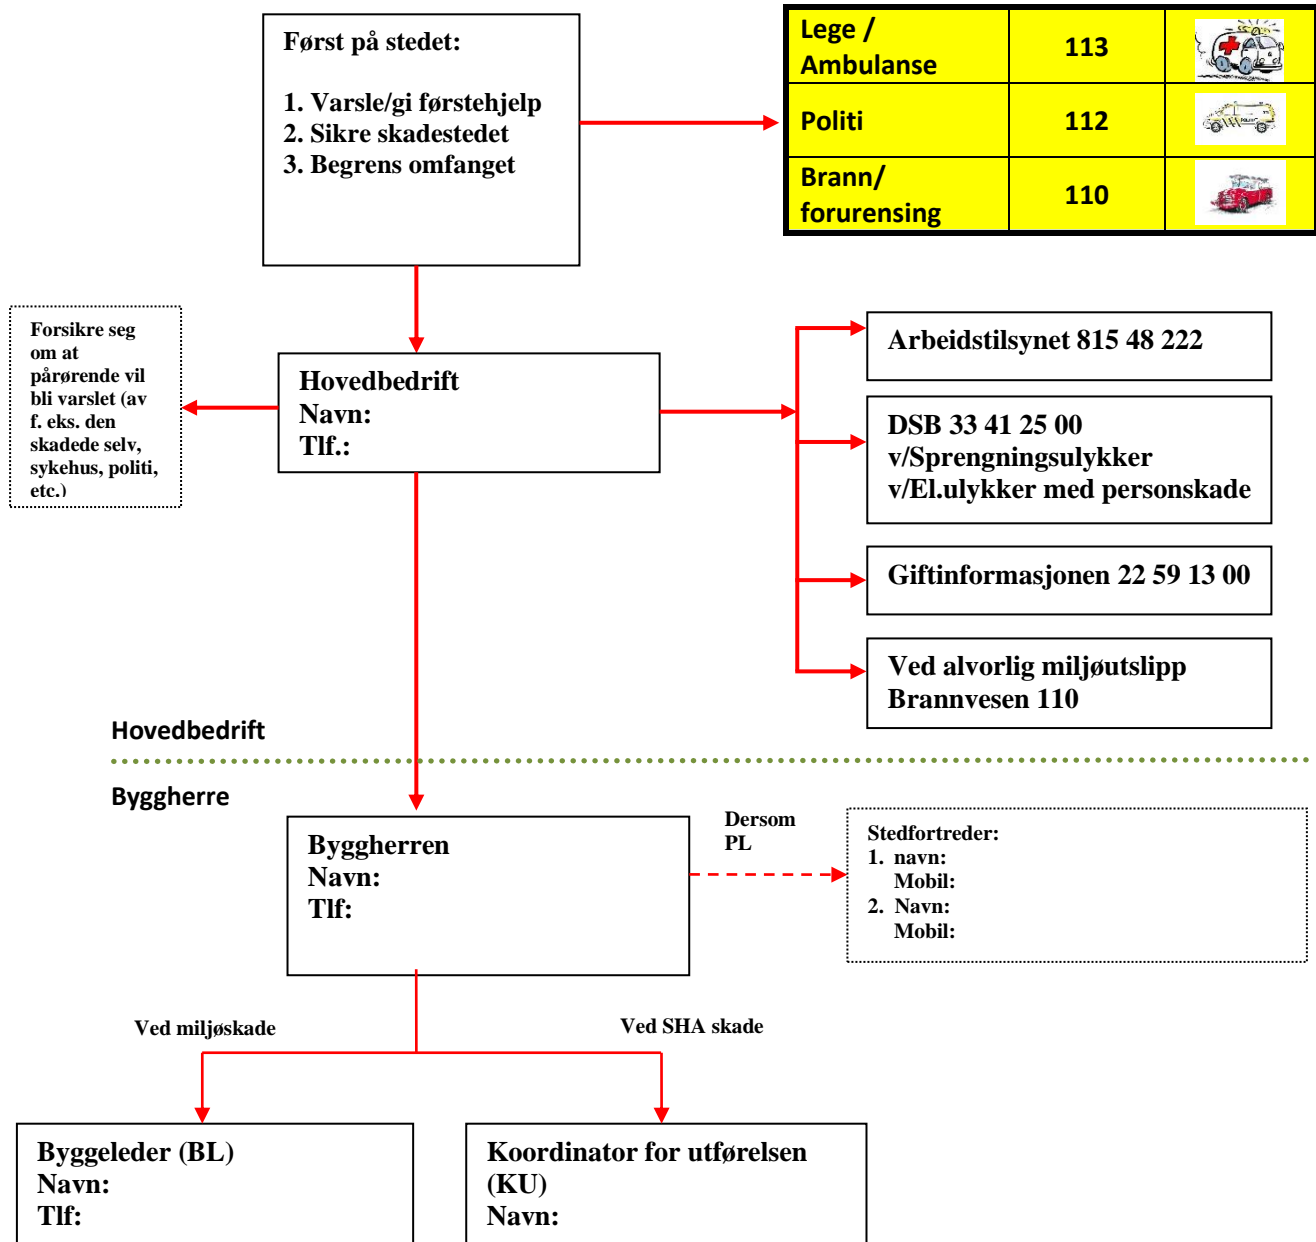 Først på stedet:
1. Varsle/gi førstehjelp
2. Sikre skadestedet
3. Begrens omfanget
Lege /
Ambulanse
113
Politi
112
Brann/
forurensing
110
Forsikre seg
om at
pårørende vil
bli varslet (av
f. eks. den
skadede selv,
sykehus, politi,
etc.)
Hovedbedrift
Navn:
Tlf.:
Arbeidstilsynet 815 48 222
DSB 33 41 25 00
v/Sprengningsulykker
v/El.ulykker med personskade
Giftinformasjonen 22 59 13 00
Ved alvorlig miljøutslipp
Brannvesen 110
Hovedbedrift
Byggherre
Byggherren
Navn:
Tlf:
Dersom
PL
Stedfortreder:
1. navn:
Mobil:
2. Navn:
Mobil:
Ved miljøskade
Ved SHA skade
Byggeleder (BL)
Navn:
Tlf:
Koordinator for utførelsen
(KU)
Navn: